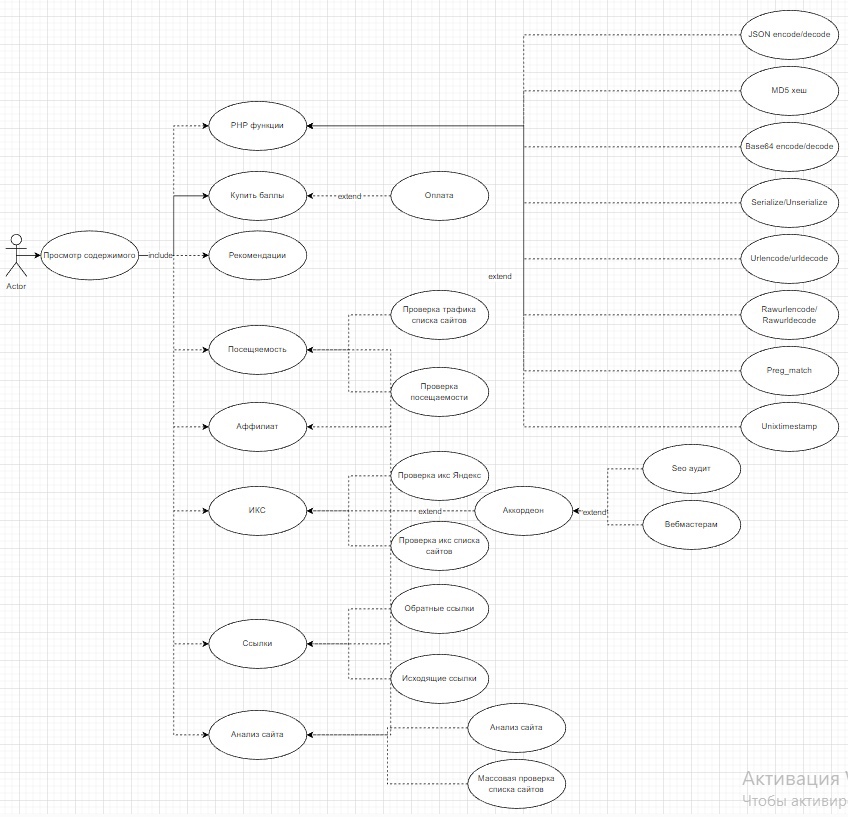 JSON encode/decode
MD5 хеш
PHP функции
Base64 encode/decode
Купить баллы
extend
Оплата
Serialize/Unserialize
Просмотр содержимого
include
Рекомендации
Urlencode/urldecode
Actor
extend
Проверка трафика
списка сайтов
Rawurlencode/
Rawurldecode
Посещяемость
Проверка
посещаемости
Preg_match
Аффилиат
Unixtimestamp
Проверка икс Яндекс
Seo аудит
ИКС
extend
Аккордеон
extend
Вебмастерам
Проверка икс списка
сайтов
Обратные ссылки
Ссылки
Исходящие ссылки
Анализ сайта
Анализ сайта
Массовая проверка
списка сайтов
Активация
Чтобы активир